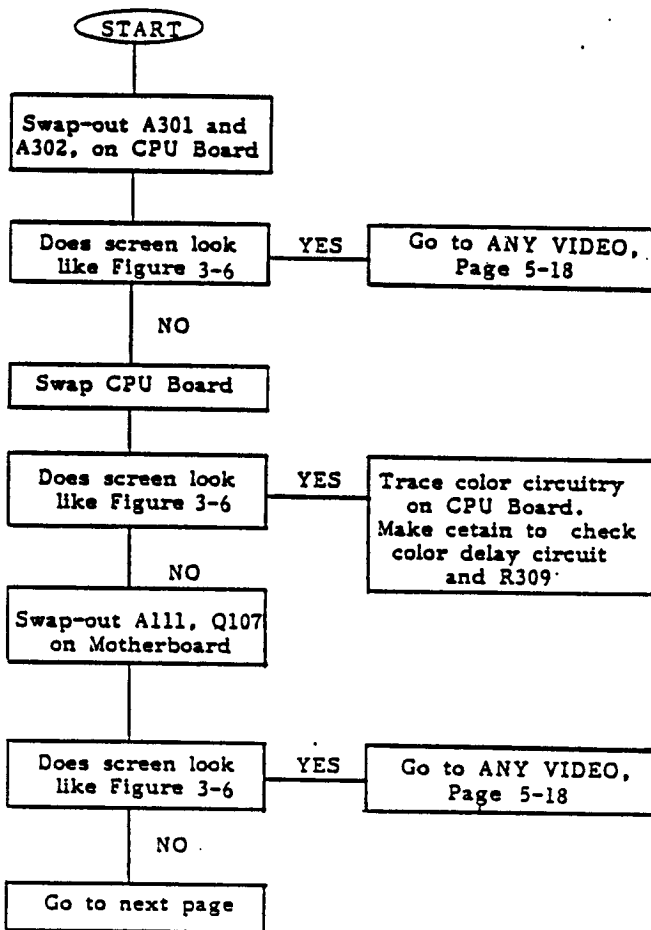 START
Swap-out A301 and
A302, on CPU Board
Does screen look
like Figure 3-6
YES
Go to ANY VIDEO,
Page 5-18
NO
Swap CPU Board
Does screen look
like Figure 3-6
YES
Trace color circuitry
on CPU Board.
Make cetain to check
color delay circuit
and R309
NO
Swap-out A111, Q107
on Motherboard
Does screen look
like Figure 3-6
YES
Go to ANY VIDEO,
Page 5-18
NO
Go to next page